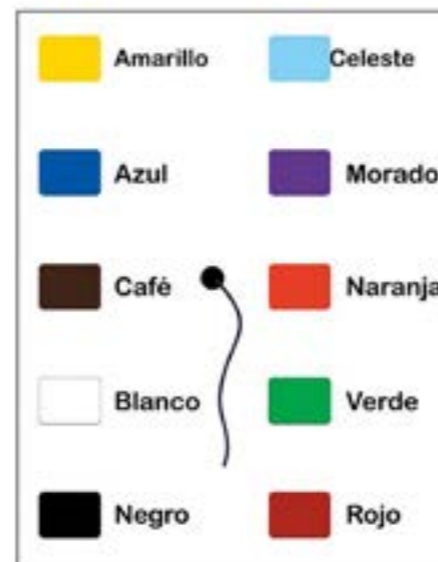 Amarillo
Celeste
Azul
Morado
Café
Naranja
Blanco
Verde
Negro
Rojo